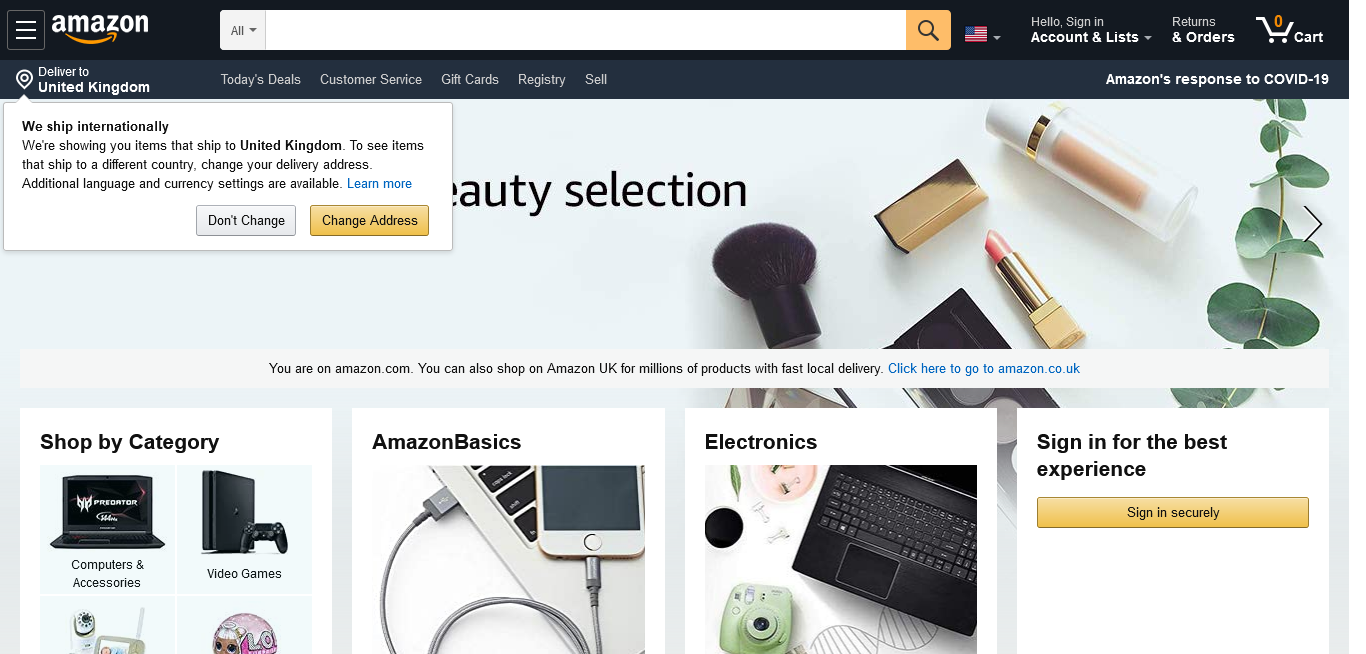 amazon
All
Hello, Sign in
Account & Lists
Returns
& Orders
0
Cart
Deliver to
United Kingdom
Today's Deals
Customer Service
Gift Cards
Registry
Sell
Amazon's response to COVID-19
We ship internationally
We're showing you items that ship to United Kingdom. To see items
that ship to a different country, change your delivery address.
Additional language and currency settings are available. Learn more
Don't Change
Change Address
eauty selection
You are on amazon.com. You can also shop on Amazon UK for millions of products with fast local delivery. Click here to go to amazon.co.uk
Shop by Category
PREDATOR
144Hz
Computers &
Accessories
Video Games
AmazonBasics
Electronics
Sign in for the best
experience
Sign in securely